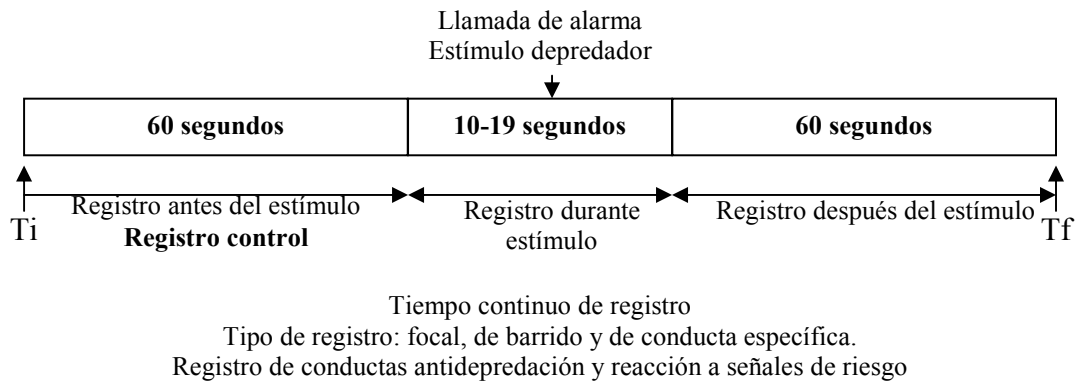 Llamada de alarma
Estímulo depredador
60 segundos
10-19 segundos
60 segundos
Ti
Registro antes del estímulo
Registro control
Registro durante
estímulo
Registro después del estímulo
Tf
Tiempo continuo de registro
Tipo de registro: focal, de barrido y de conducta específica.
Registro de conductas antidepredación y reacción a señales de riesgo